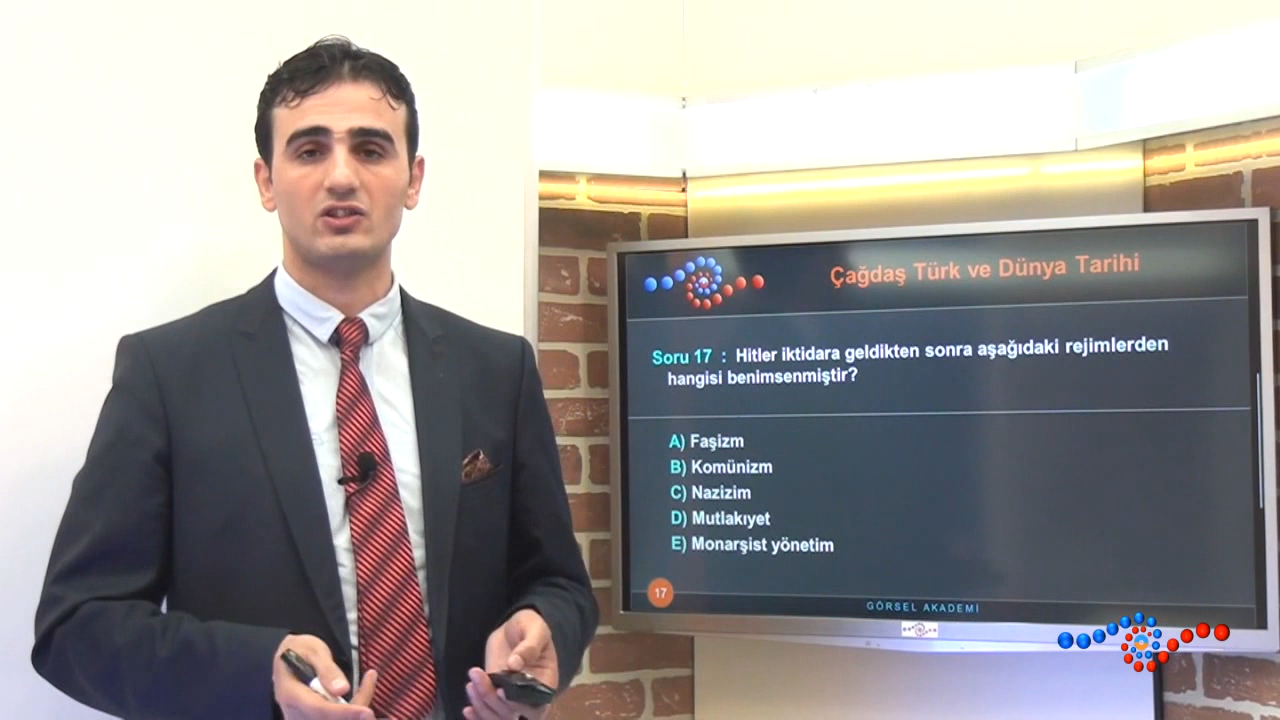 Çağdaş Türk ve Dünya Tarihi
Soru 17 : Hitler iktidara geldikten sonra aşağıdaki rejimlerden
hangisi benimsenmiştir?
A) Faşizm
B) Komünizm
C) Nazizim
D) Mutlakıyet
E) Monarşist yönetim
17
GÖRSEL AKADEMİ